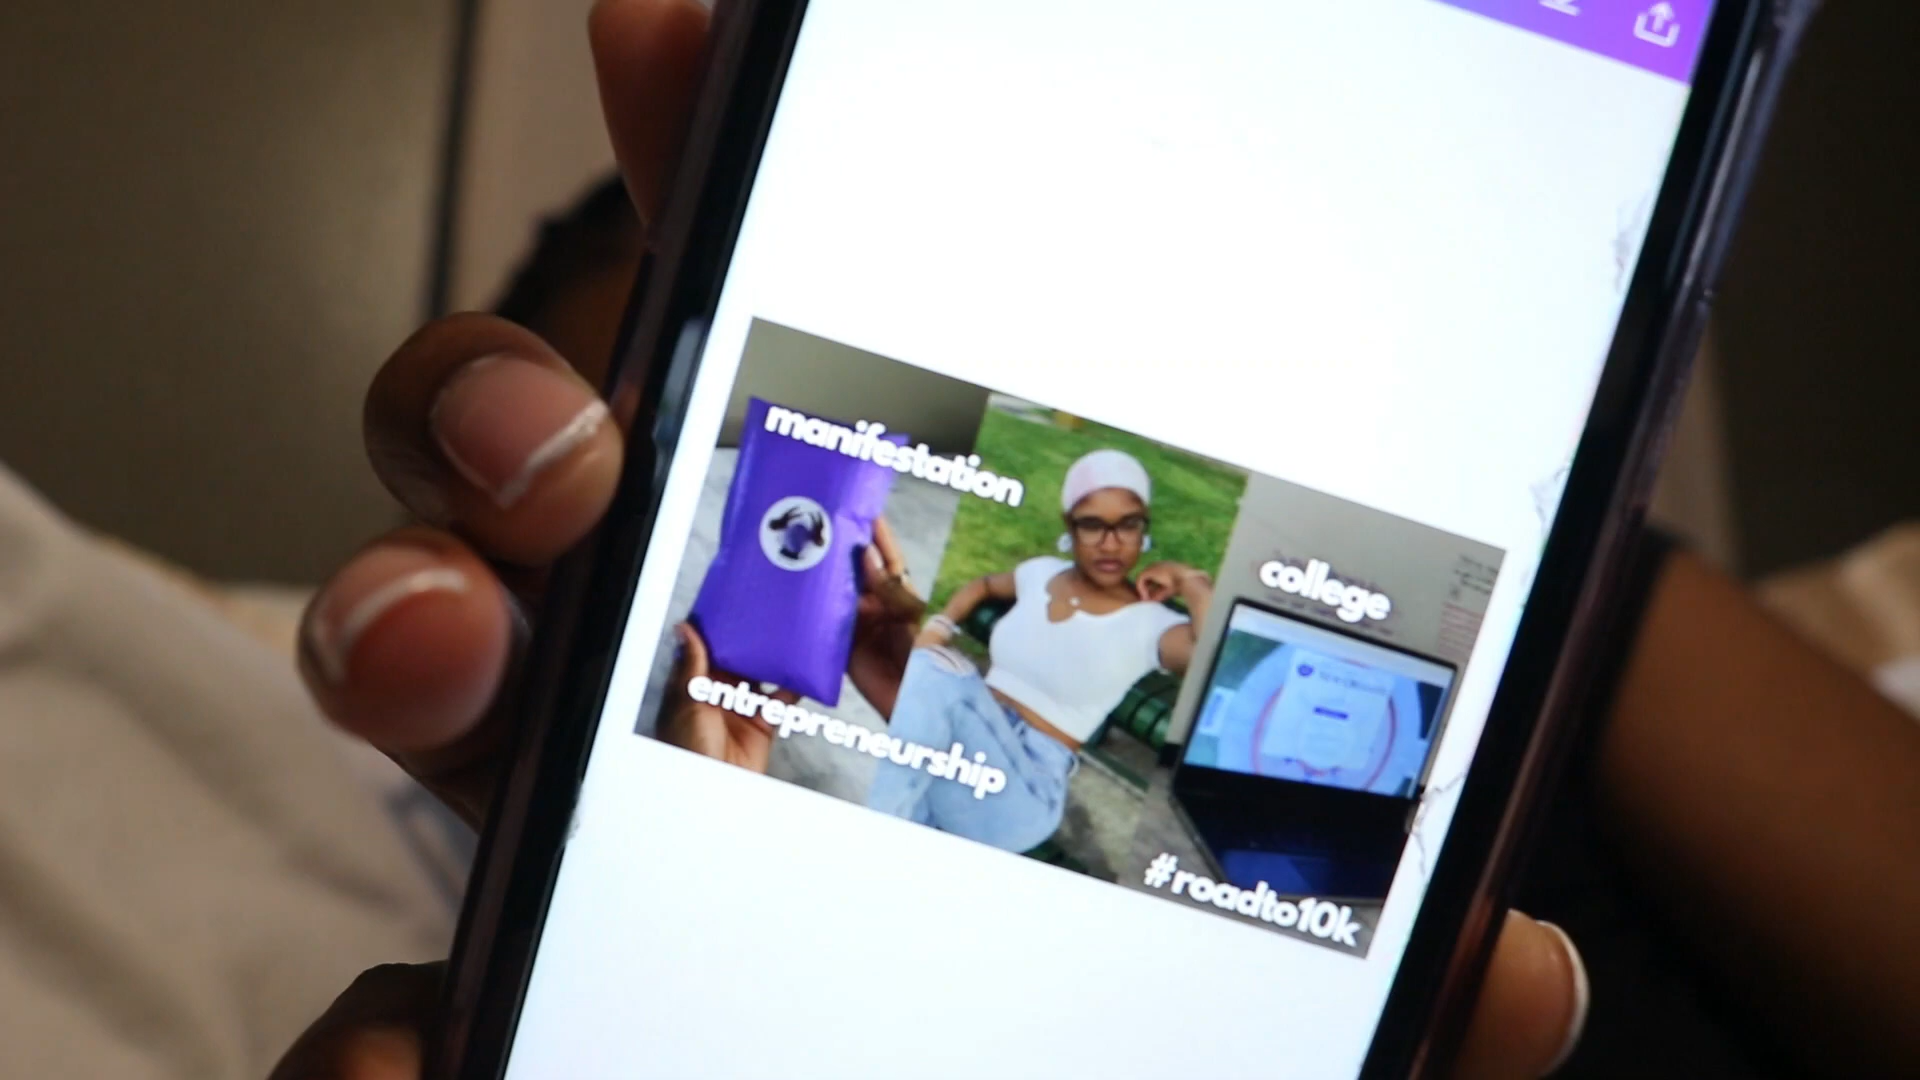 manifestation
college
entrepreneurship
#roadto10k